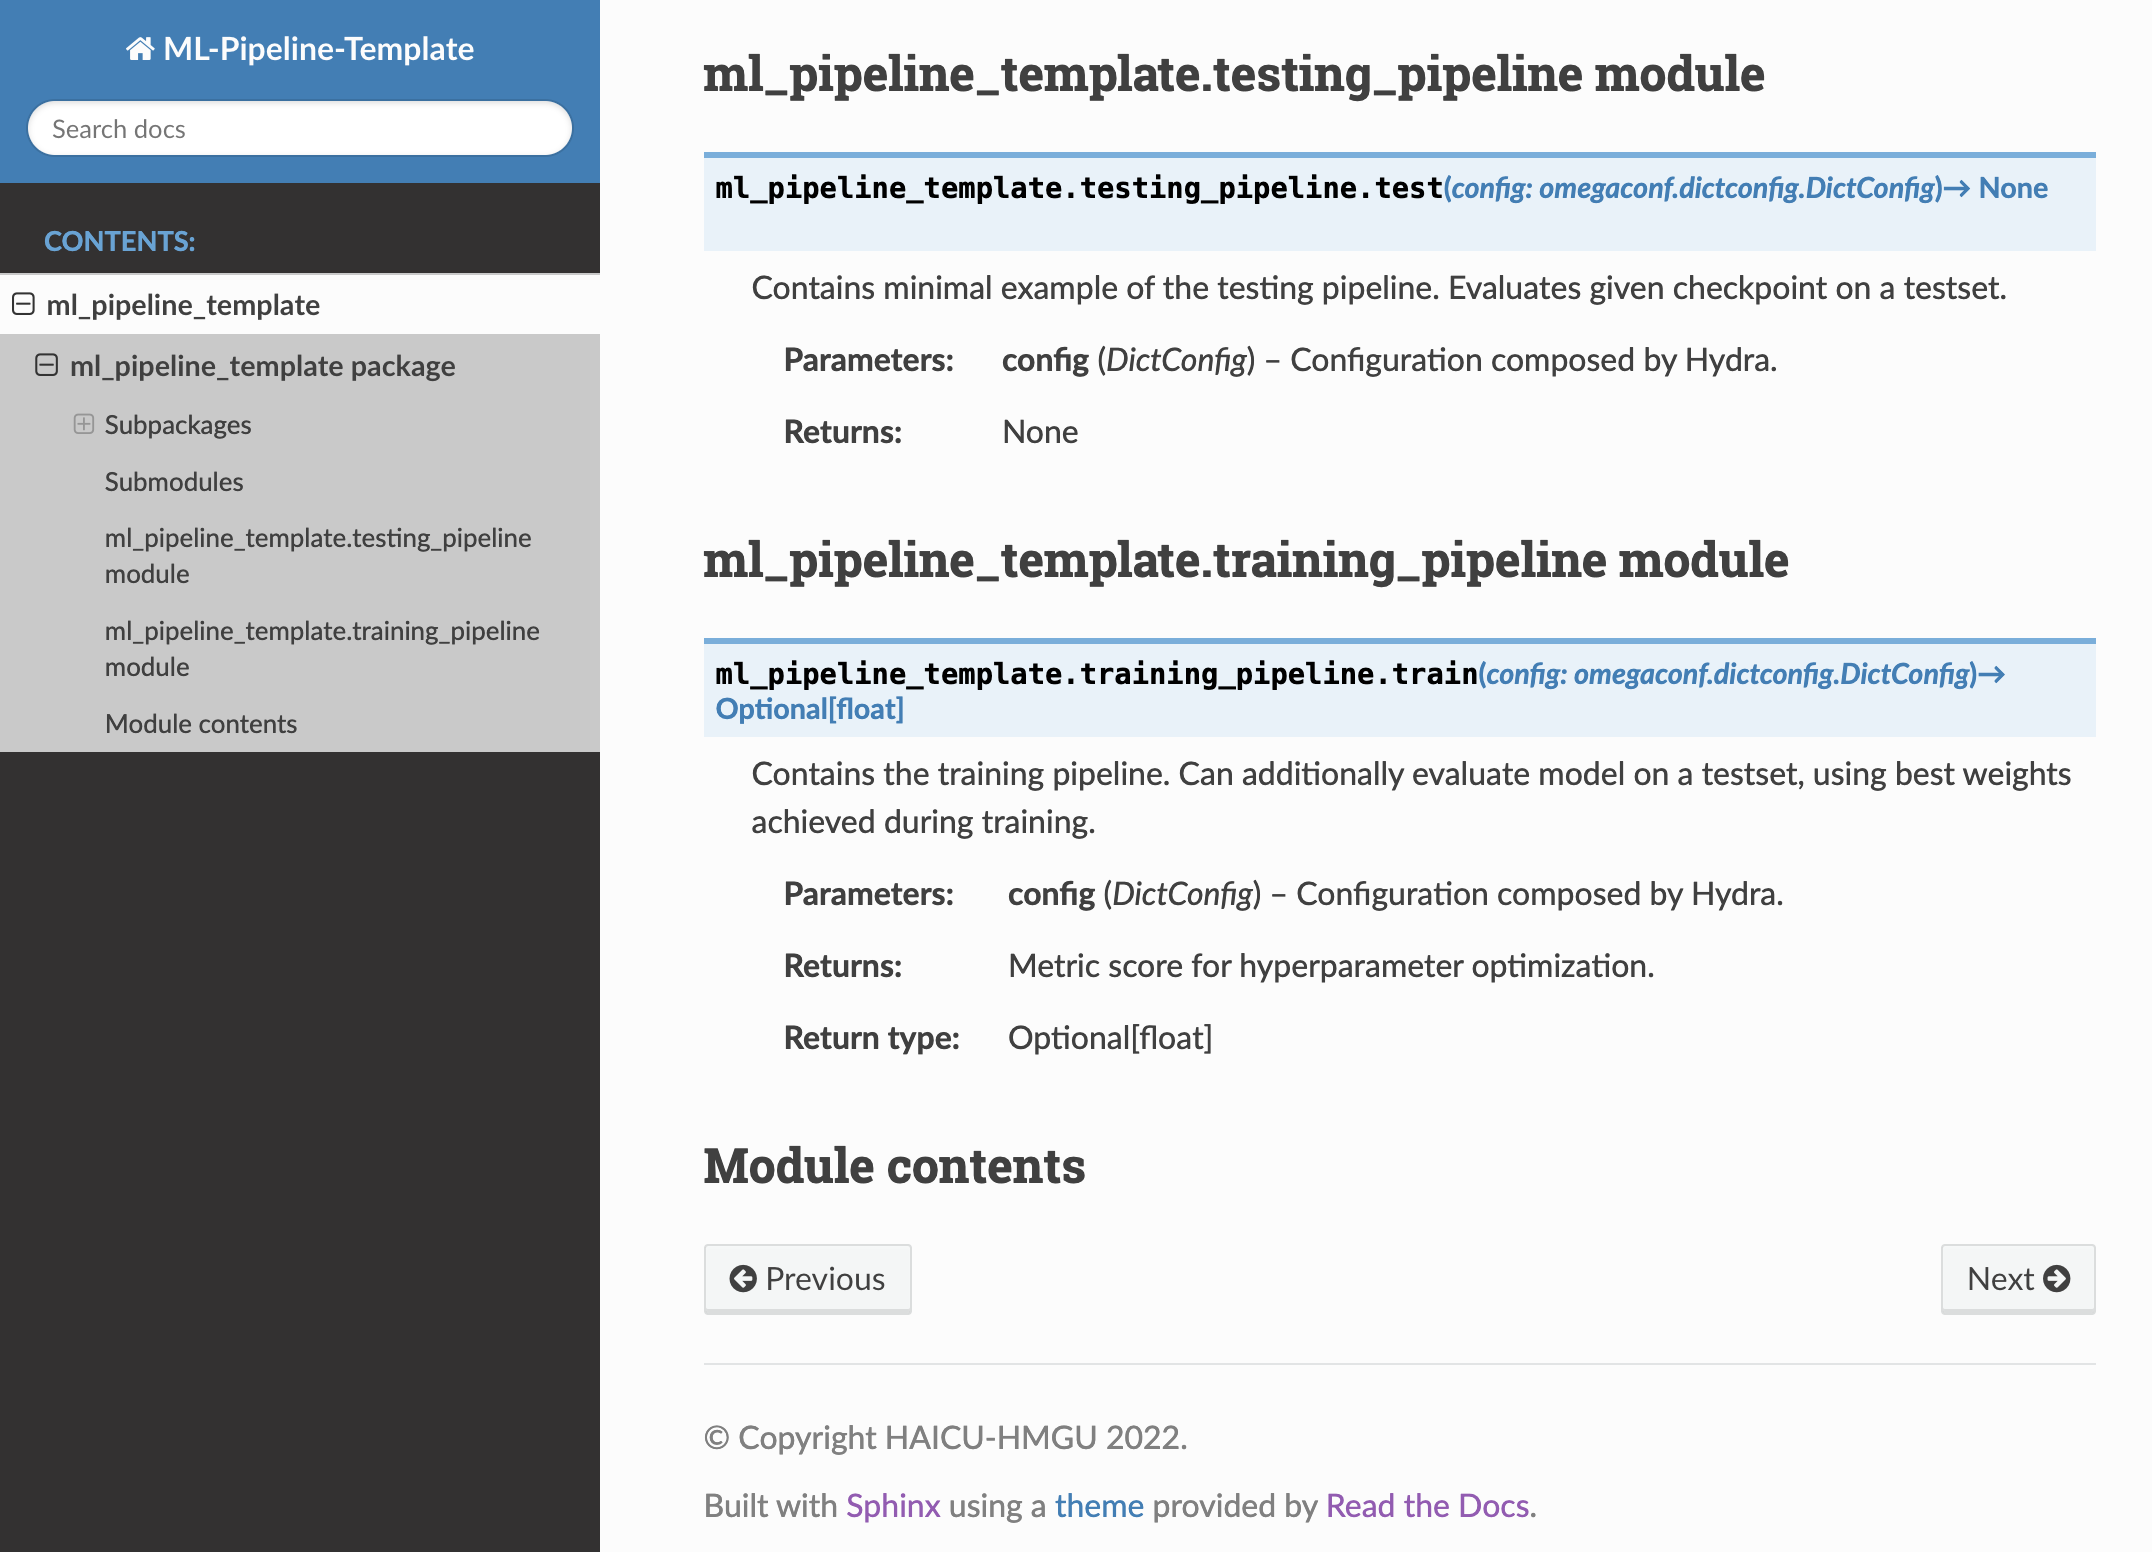 ML-Pipeline-Template
Search docs
CONTENTS:
ml_pipeline_template
ml_pipeline_template package
Subpackages
Submodules
ml_pipeline_template.testing_pipeline
module
ml_pipeline_template.training_pipeline
module
Module contents
ml_pipeline_template.testing_pipeline module
ml_pipeline_template.testing_pipeline.test(config: omegaconf.dictconfig.DictConfig)→ None
Contains minimal example of the testing pipeline. Evaluates given checkpoint on a testset.
Parameters: config (DictConfig) – Configuration composed by Hydra.
Returns: None
ml_pipeline_template.training_pipeline module
ml_pipeline_template.training_pipeline.train(config: omegaconf.dictconfig.DictConfig)→
Optional[float]
Contains the training pipeline. Can additionally evaluate model on a testset, using best weights
achieved during training.
Parameters: config (DictConfig) – Configuration composed by Hydra.
Returns: Metric score for hyperparameter optimization.
Return type: Optional[float]
Module contents
Previous
Next
© Copyright HAICU-HMGU 2022.
Built with Sphinx using a theme provided by Read the Docs.